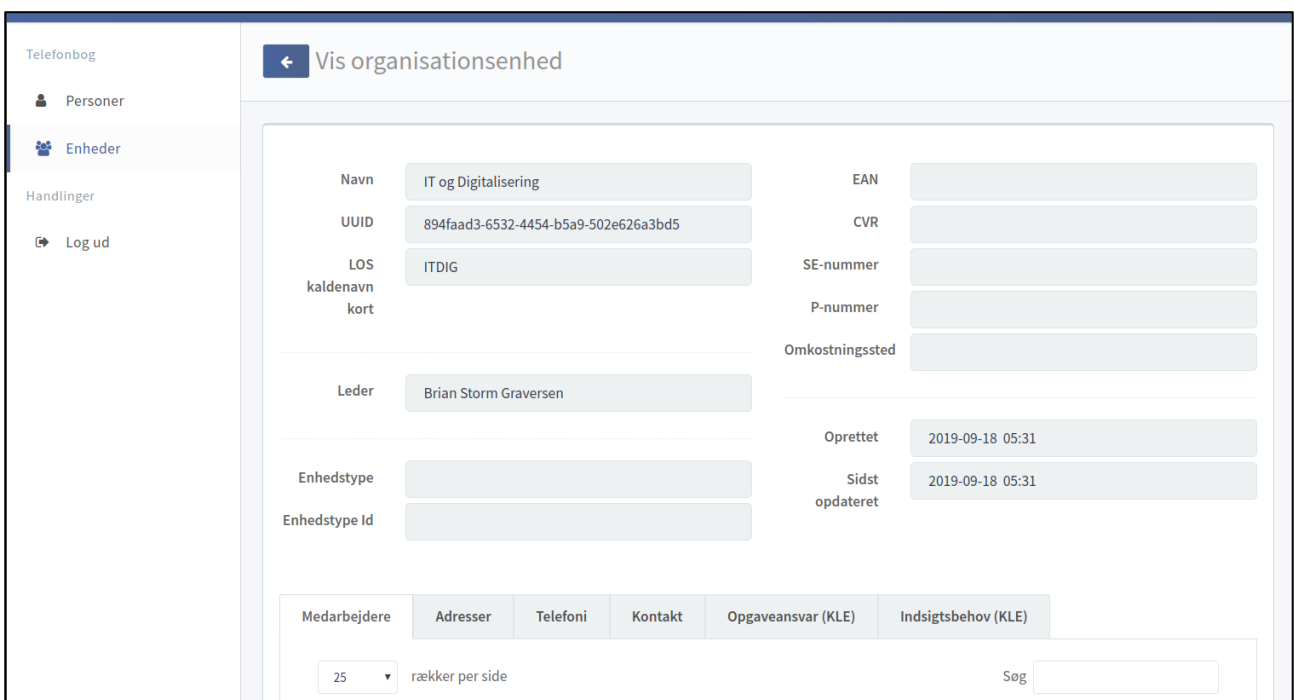 Telefonbog
Personer
Enheder
Handlinger
Log ud
Vis organisationsenhed
Navn IT og Digitalisering
UUID 894faad3-6532-4454-b5a9-502e626a3bd5
LOS kaldenavn kort ITDIG
Leder Brian Storm Graversen
Enhedstype
Enhedstype Id
EAN
CVR
SE-nummer
P-nummer
Omkostningssted
Oprettet 2019-09-18 05:31
Sidst opdateret 2019-09-18 05:31
Medarbejdere Adresser Telefoni Kontakt Opgaveansvar (KLE) Indsigtsbehov (KLE)
25 rækker per side Søg